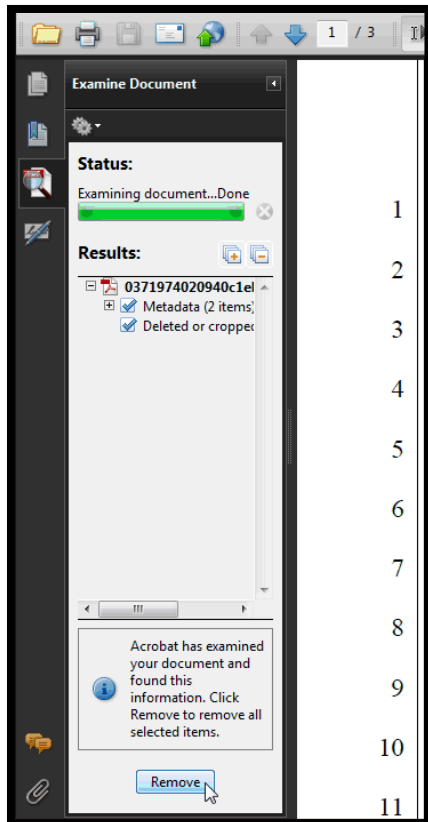 1 / 3
Examine Document
Status:
Examining document...Done
Results:
0371974020940c1el
Metadata (2 items)
Deleted or cropped
Acrobat has examined
your document and
found this
information. Click
Remove to remove all
selected items.
Remove
1
2
3
4
5
6
7
8
9
10
11